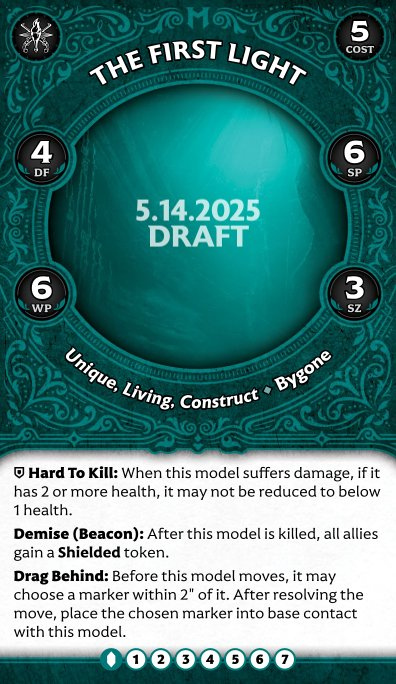 M
5
COST
THE FIRST LIGHT
4
DF
6
SP
5.14.2025
DRAFT
6
WP
3
SZ
Unique, Living, Construct • Bygone
Hard To Kill: When this model suffers damage, if it
has 2 or more health, it may not be reduced to below
1 health.
Demise (Beacon): After this model is killed, all allies
gain a Shielded token.
Drag Behind: Before this model moves, it may
choose a marker within 2" of it. After resolving the
move, place the chosen marker into base contact
with this model.
1 2 3 4 5 6 7